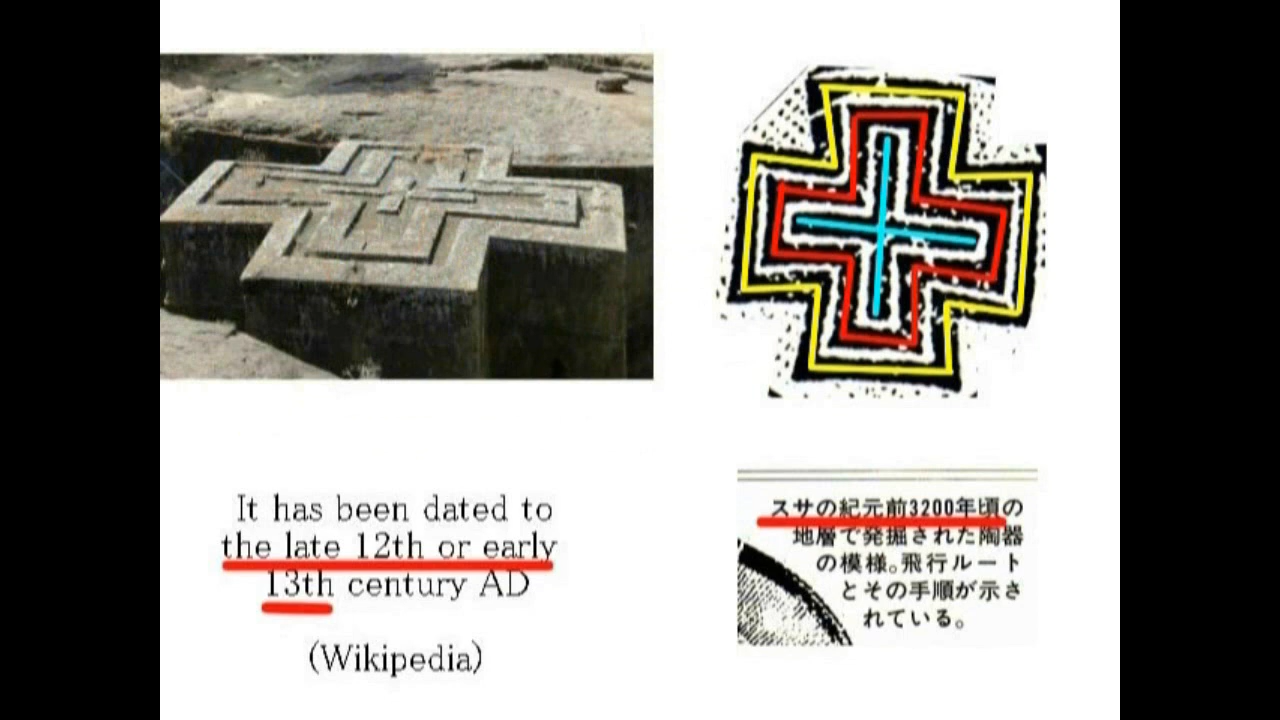 It has been dated to
the late 12th or early
13th century AD
(Wikipedia)
スサの紀元前3200年頃の
地層で発掘された陶器
の模様。飛行ルート
とその手順が示さ
れている。